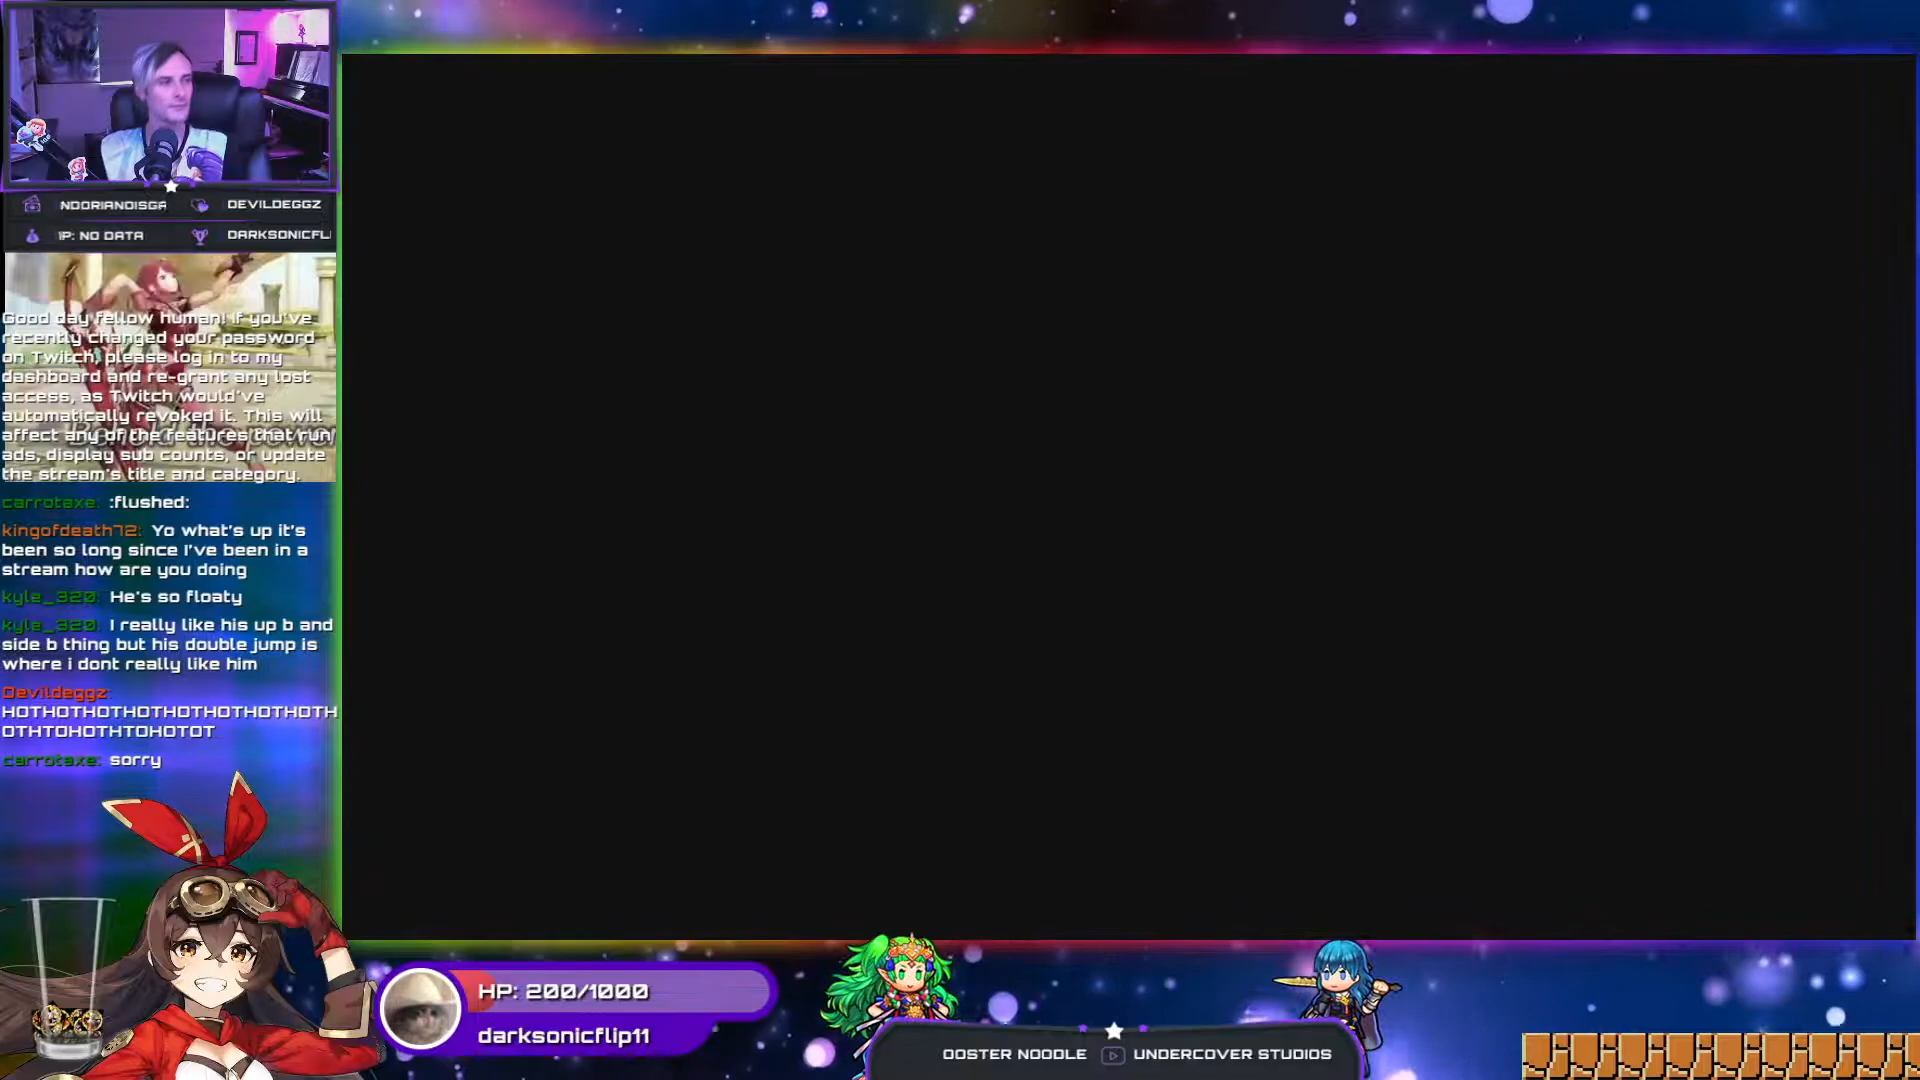 NDORIANDISGA
DEVILDEGGZ
1P: NO DATA
DARKSONICFLI
Good day fellow human! If you've
recently changed your password
on Twitch, please log in to my
dashboard and re-grant any lost
access, as Twitch would've
automatically revoked it. This will
affect any of the features that run
ads, display sub counts, or update
the stream's title and category.
carrotaxe: :flushed:
kingofdeath72: Yo what's up it's
been so long since I've been in a
stream how are you doing
kyle_320: He's so floaty
kyle_320: I really like his up b and
side b thing but his double jump is
where i dont really like him
Devildeggz:
HOTHOTHOTHOTHOTHOTHOTHOTH
OTHTOHOTHTOHOTOT
carrotaxe: sorry
HP: 200/1000
darksonicflip11
OOSTER NOODLE
UNDERCOVER STUDIOS